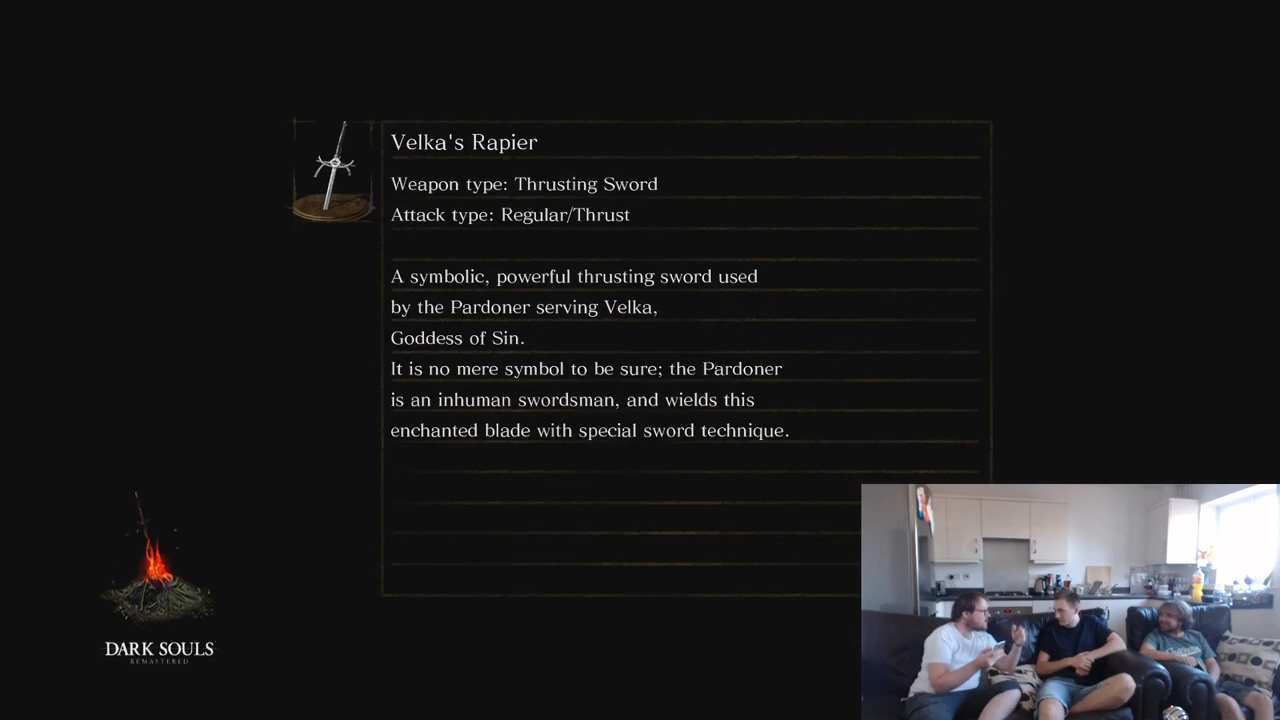 Velka's Rapier
Weapon type: Thrusting Sword
Attack type: Regular/Thrust
A symbolic, powerful thrusting sword used
by the Pardoner serving Velka,
Goddess of Sin.
It is no mere symbol to be sure; the Pardoner
is an inhuman swordsman, and wields this
enchanted blade with special sword technique.
DARK SOULS
REMASTERED